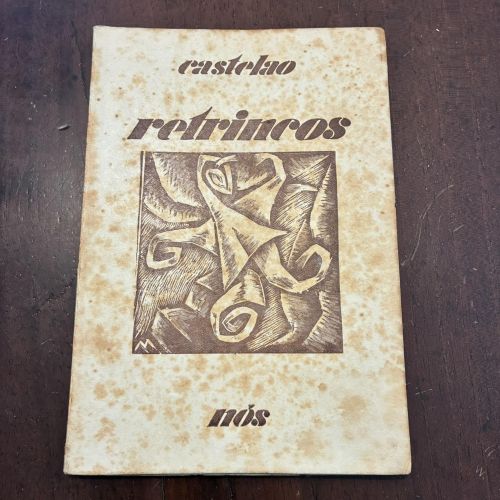 castelao
retrincos
M
nós